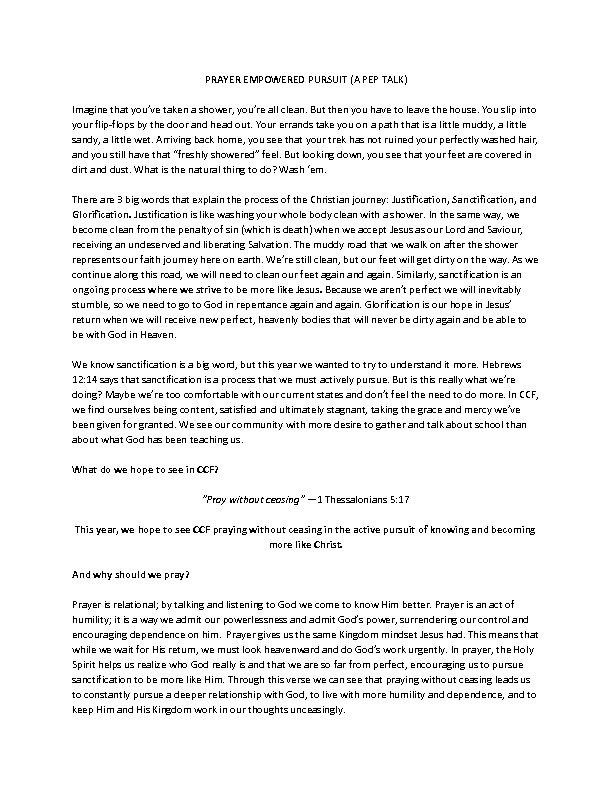 PRAYER EMPOWERED PURSUIT (A PEP TALK)
Imagine that you've taken a shower, you're all clean. But then you have to leave the house. You slip into
your flip-flops by the door and head out. Your errands take you on a path that is a little muddy, a little
sandy, a little wet. Arriving back home, you see that your trek has not ruined your perfectly washed hair,
and you still have that "freshly showered" feel. But looking down, you see that your feet are covered in
dirt and dust. What is the natural thing to do? Wash 'em.
There are 3 big words that explain the process of the Christian journey: Justification, Sanctification, and
Glorification. Justification is like washing your whole body clean with a shower. In the same way, we
become clean from the penalty of sin (which is death) when we accept Jesus as our Lord and Saviour,
receiving an undeserved and liberating Salvation. The muddy road that we walk on after the shower
represents our faith journey here on earth. We're still clean, but our feet will get dirty on the way. As we
continue along this road, we will need to clean our feet again and again. Similarly, sanctification is an
ongoing process where we strive to be more like Jesus. Because we aren't perfect we will inevitably
stumble, so we need to go to God in repentance again and again. Glorification is our hope in Jesus'
return when we will receive new perfect, heavenly bodies that will never be dirty again and be able to
be with God in Heaven.
We know sanctification is a big word, but this year we wanted to try to understand it more. Hebrews
12:14 says that sanctification is a process that we must actively pursue. But is this really what we're
doing? Maybe we're too comfortable with our current states and don't feel the need to do more. In CCF,
we find ourselves being content, satisfied and ultimately stagnant, taking the grace and mercy we've
been given for granted. We see our community with more desire to gather and talk about school than
about what God has been teaching us.
What do we hope to see in CCF?
"Pray without ceasing" —1 Thessalonians 5:17
This year, we hope to see CCF praying without ceasing in the active pursuit of knowing and becoming
more like Christ.
And why should we pray?
Prayer is relational; by talking and listening to God we come to know Him better. Prayer is an act of
humility; it is a way we admit our powerlessness and admit God's power, surrendering our control and
encouraging dependence on him. Prayer gives us the same Kingdom mindset Jesus had. This means that
while we wait for His return, we must look heavenward and do God's work urgently. In prayer, the Holy
Spirit helps us realize who God really is and that we are so far from perfect, encouraging us to pursue
sanctification to be more like Him. Through this verse we can see that praying without ceasing leads us
to constantly pursue a deeper relationship with God, to live with more humility and dependence, and to
keep Him and His Kingdom work in our thoughts unceasingly.